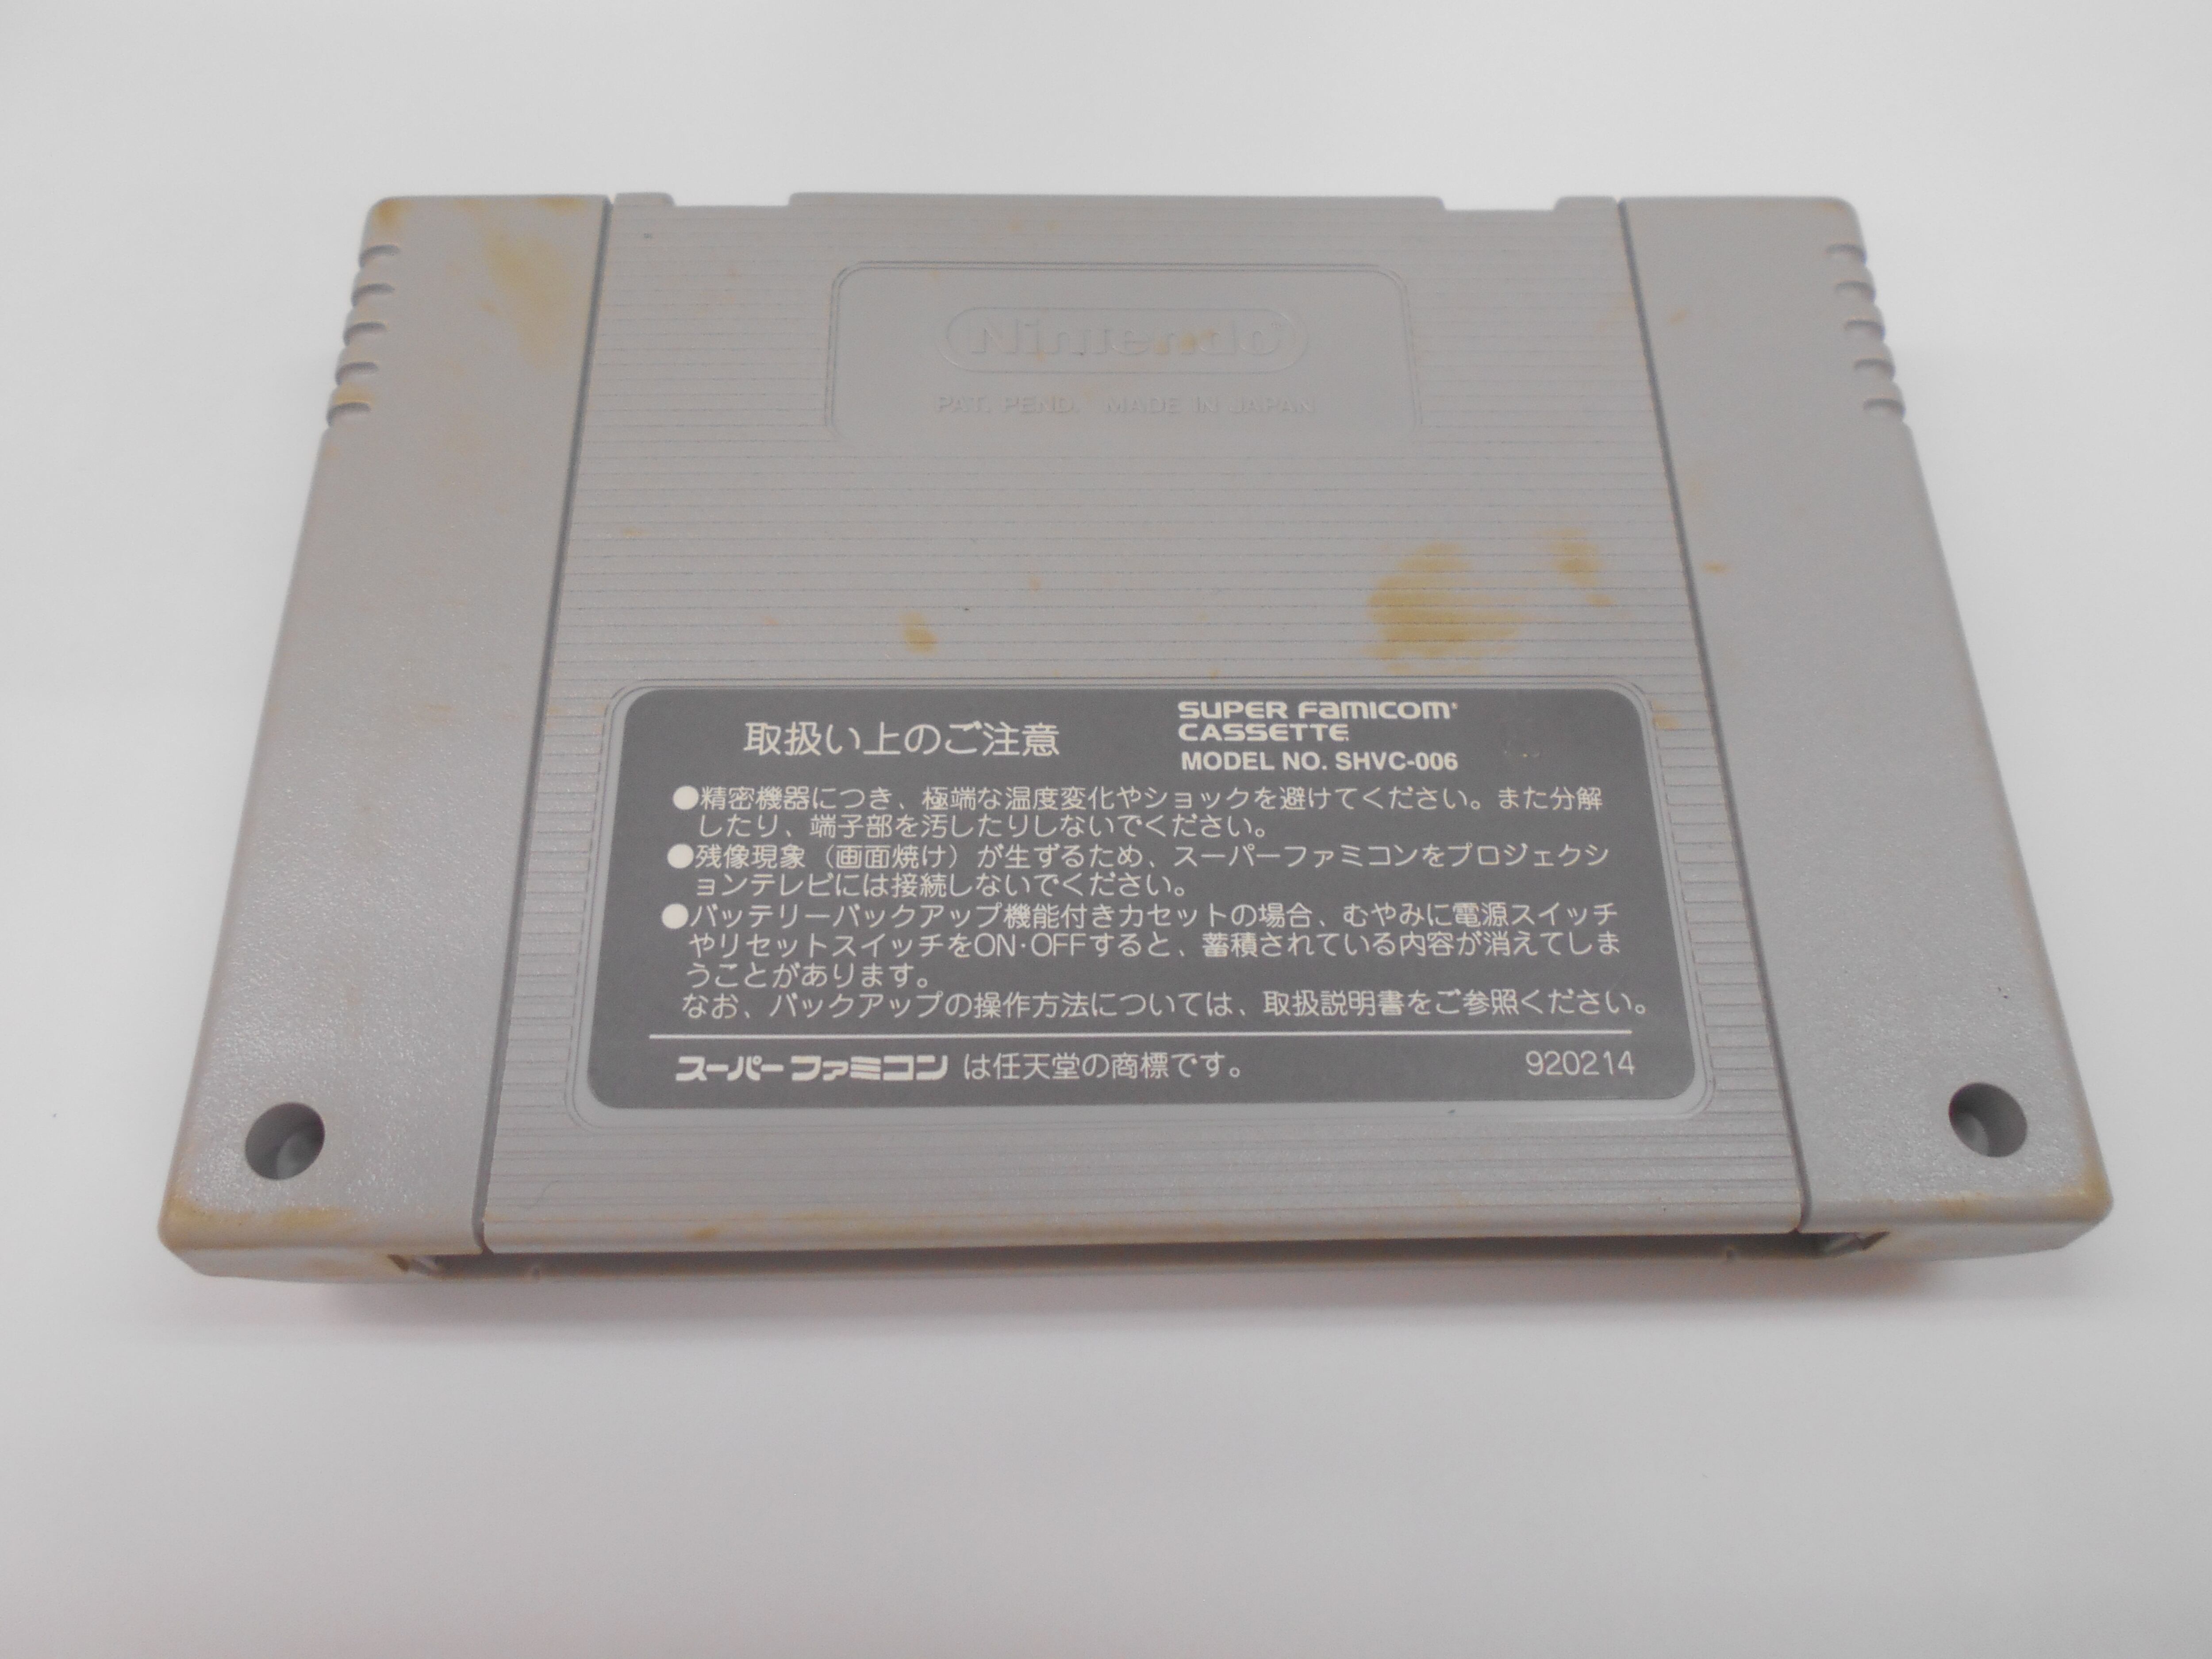 Nintendo
PAT. PEND. MADE IN JAPAN
取扱い上のご注意
SUPER FAMICOM
CASSETTE
MODEL NO. SHVC-006
●精密機器につき、極端な温度変化やショックを避けてください。また分解
したり、端子部を汚したりしないでください。
●残像現象（画面焼け）が生ずるため、スーパーファミコンをプロジェクシ
ョンテレビには接続しないでください。
●バッテリーバックアップ機能付きカセットの場合、むやみに電源スイッチ
やリセットスイッチをON・OFFすると、蓄積されている内容が消えてしま
うことがあります。
なお、バックアップの操作方法については、取扱説明書をご参照ください。
スーパーファミコン は任天堂の商標です。
920214